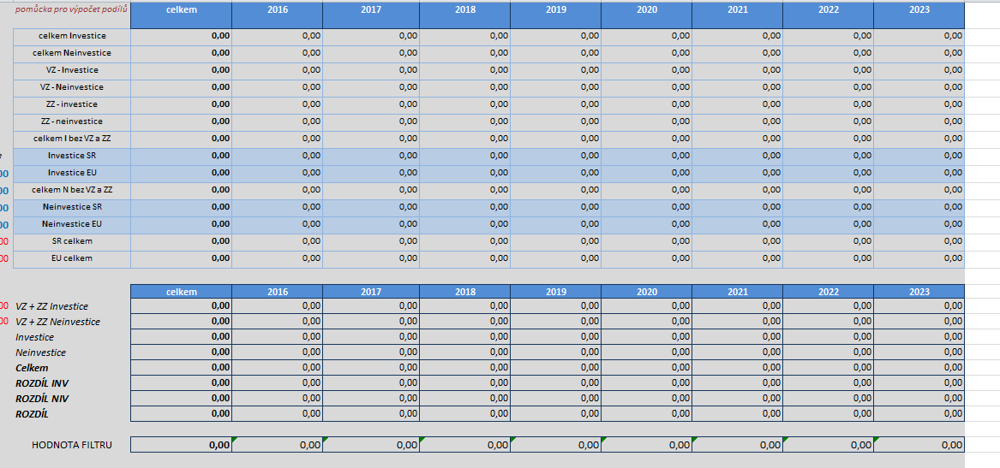 pomůcka pro výpočet podílů celkem 2016 2017 2018 2019 2020 2021 2022 2023
celkem Investice 0,00 0,00 0,00 0,00 0,00 0,00 0,00 0,00 0,00
celkem Neinvestice 0,00 0,00 0,00 0,00 0,00 0,00 0,00 0,00 0,00
VZ - Investice 0,00 0,00 0,00 0,00 0,00 0,00 0,00 0,00 0,00
VZ - Neinvestice 0,00 0,00 0,00 0,00 0,00 0,00 0,00 0,00 0,00
ZZ - investice 0,00 0,00 0,00 0,00 0,00 0,00 0,00 0,00 0,00
ZZ - neinvestice 0,00 0,00 0,00 0,00 0,00 0,00 0,00 0,00 0,00
celkem I bez VZ a ZZ 0,00 0,00 0,00 0,00 0,00 0,00 0,00 0,00 0,00
Investice SR 0,00 0,00 0,00 0,00 0,00 0,00 0,00 0,00 0,00
00 Investice EU 0,00 0,00 0,00 0,00 0,00 0,00 0,00 0,00 0,00
00 celkem N bez VZ a ZZ 0,00 0,00 0,00 0,00 0,00 0,00 0,00 0,00 0,00
00 Neinvestice SR 0,00 0,00 0,00 0,00 0,00 0,00 0,00 0,00 0,00
00 Neinvestice EU 0,00 0,00 0,00 0,00 0,00 0,00 0,00 0,00 0,00
00 SR celkem 0,00 0,00 0,00 0,00 0,00 0,00 0,00 0,00 0,00
00 EU celkem 0,00 0,00 0,00 0,00 0,00 0,00 0,00 0,00 0,00
celkem 2016 2017 2018 2019 2020 2021 2022 2023
00 VZ + ZZ Investice 0,00 0,00 0,00 0,00 0,00 0,00 0,00 0,00 0,00
00 VZ + ZZ Neinvestice 0,00 0,00 0,00 0,00 0,00 0,00 0,00 0,00 0,00
Investice 0,00 0,00 0,00 0,00 0,00 0,00 0,00 0,00 0,00
Neinvestice 0,00 0,00 0,00 0,00 0,00 0,00 0,00 0,00 0,00
Celkem 0,00 0,00 0,00 0,00 0,00 0,00 0,00 0,00 0,00
ROZDÍL INV 0,00 0,00 0,00 0,00 0,00 0,00 0,00 0,00 0,00
ROZDÍL NIV 0,00 0,00 0,00 0,00 0,00 0,00 0,00 0,00 0,00
ROZDÍL 0,00 0,00 0,00 0,00 0,00 0,00 0,00 0,00 0,00
HODNOTA FILTRU 0,00 0,00 0,00 0,00 0,00 0,00 0,00 0,00 0,00